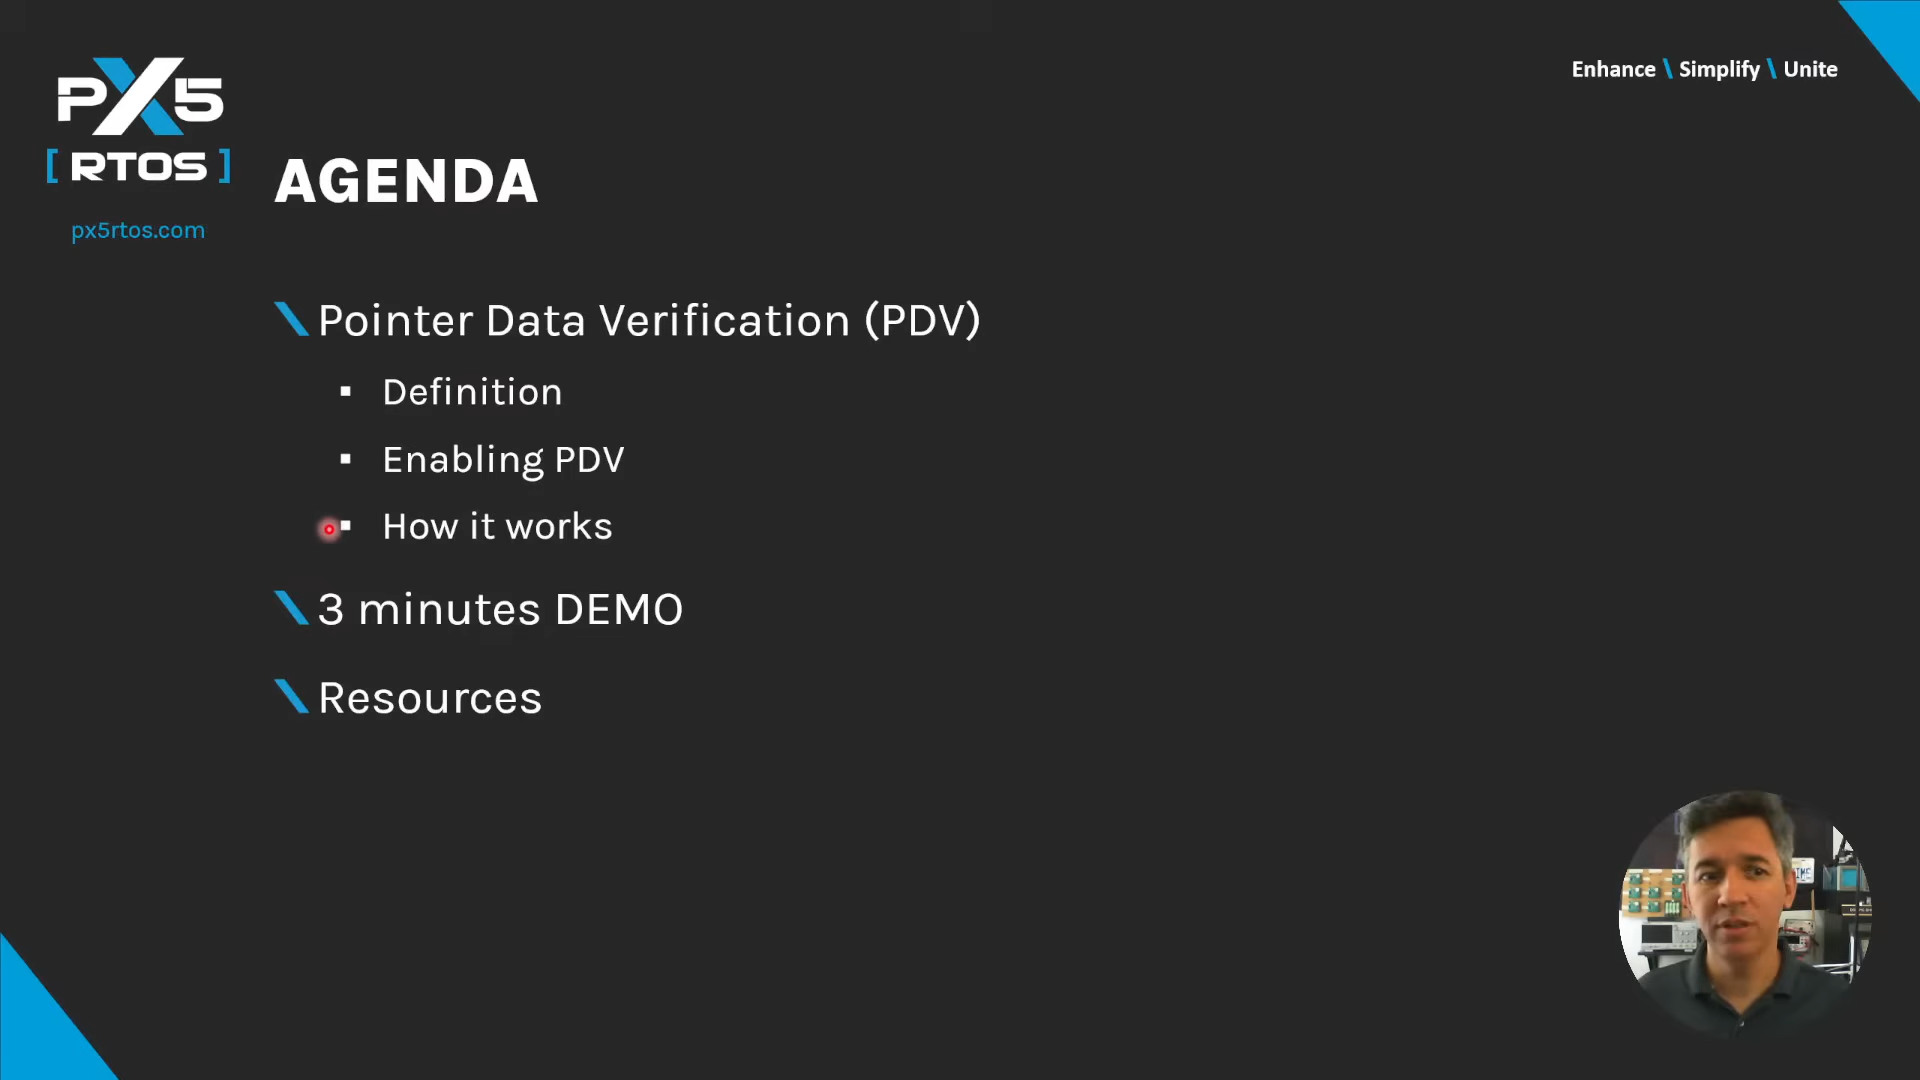 PX5
[ RTOS ]
px5rtos.com
Enhance \ Simplify \ Unite
AGENDA
Pointer Data Verification (PDV)
▪ Definition
▪ Enabling PDV
▪ How it works
3 minutes DEMO
Resources